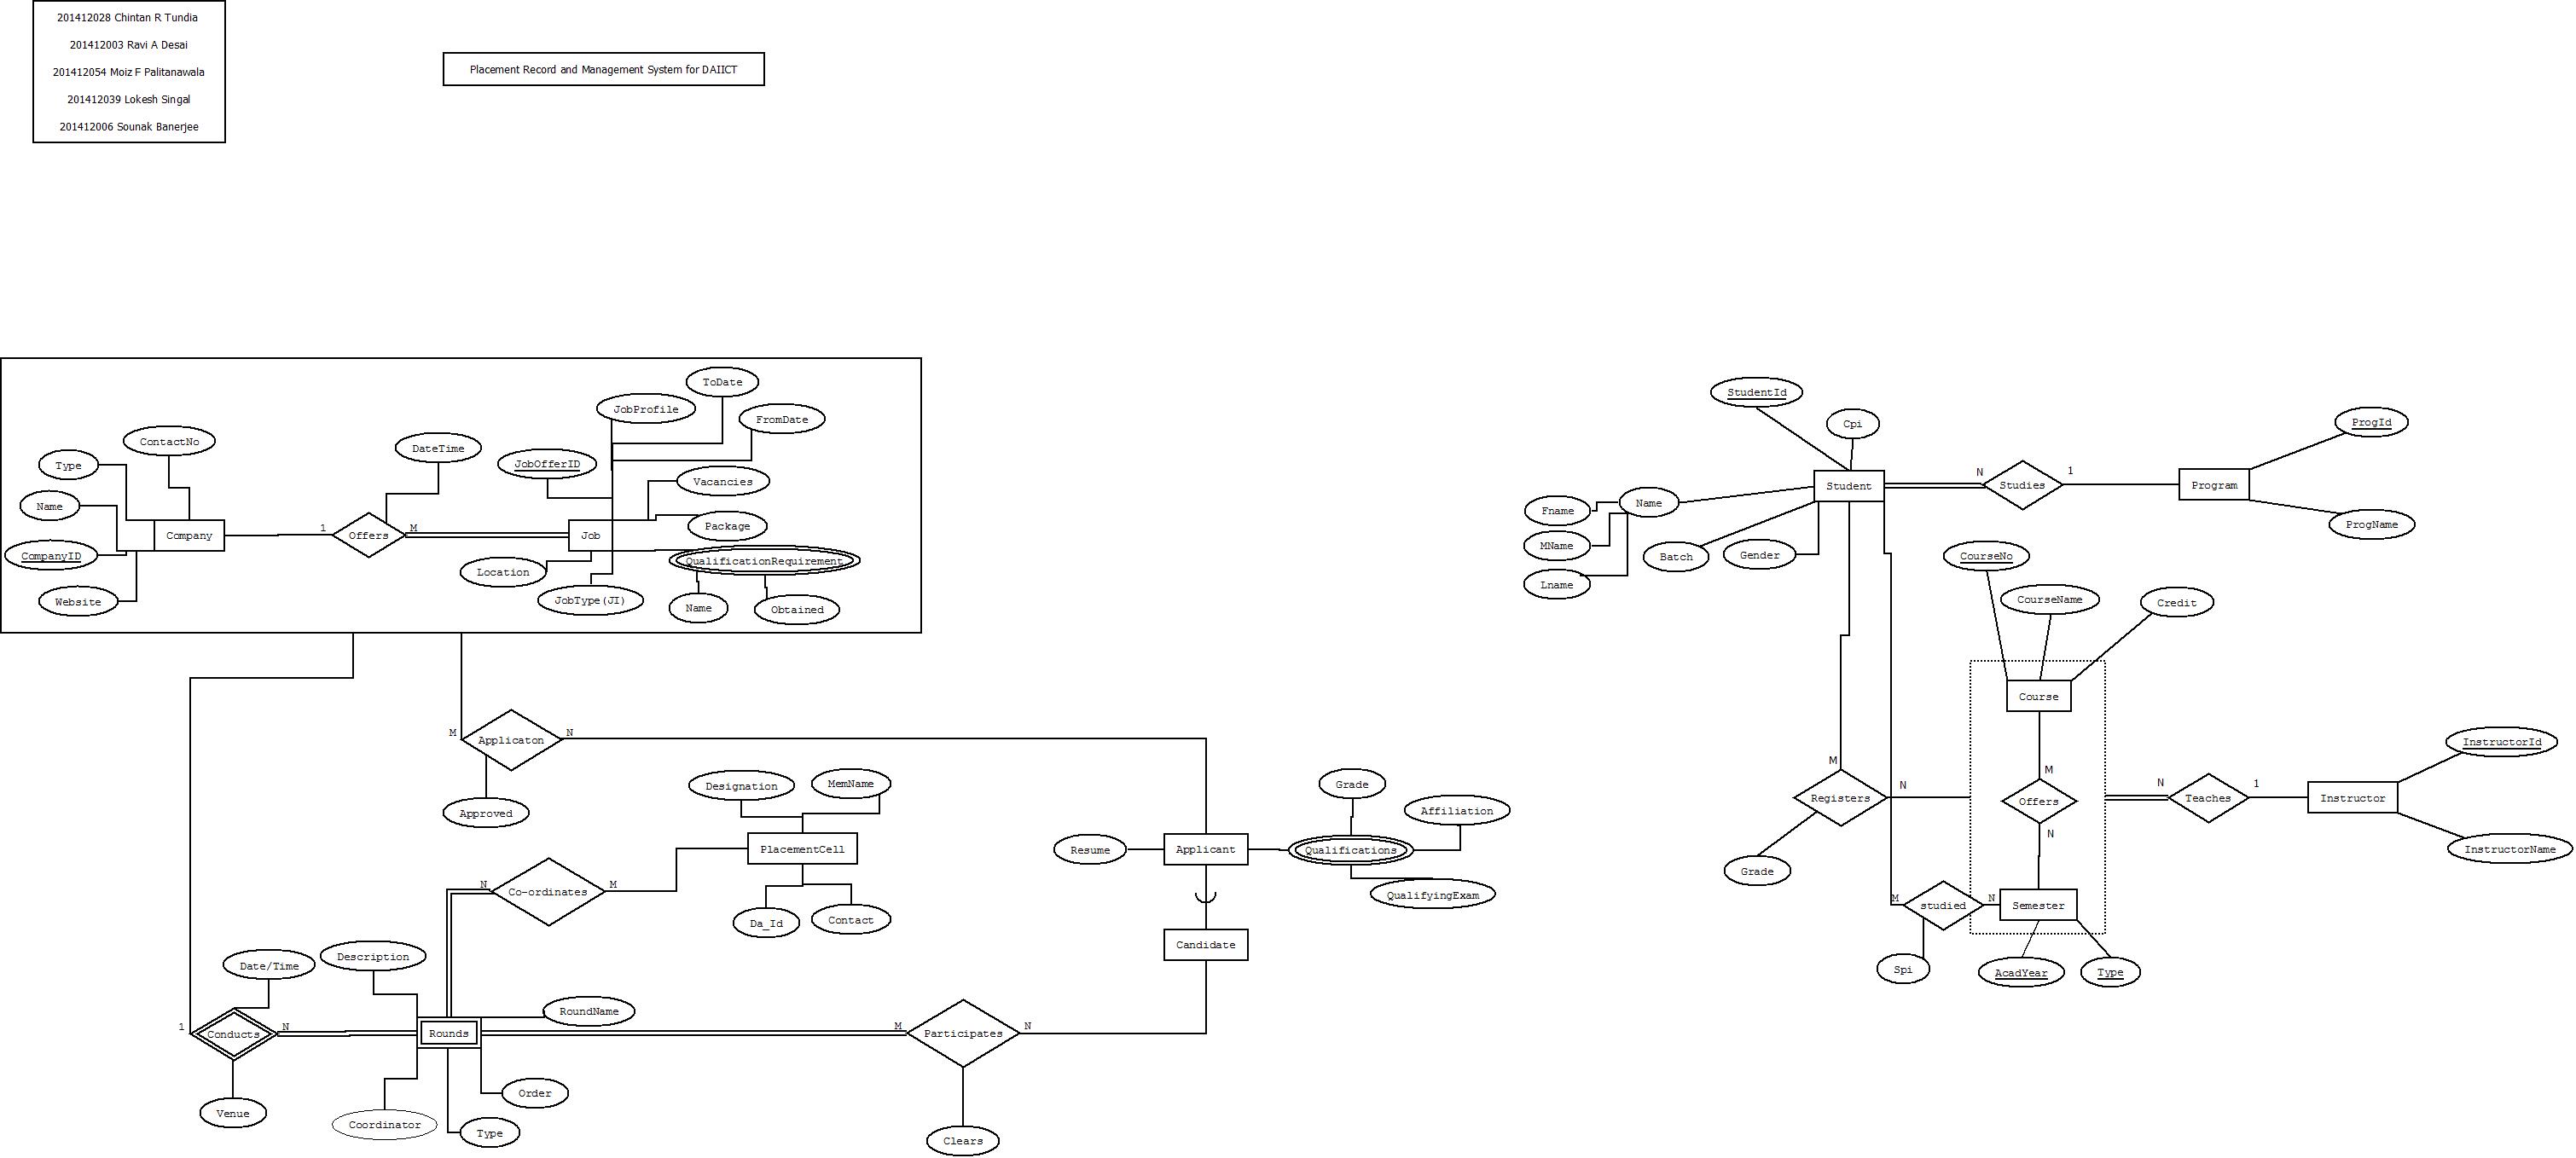 201412028 Chintan R Tundia
201412003 Ravi A Desai
201412054 Moiz F Palitanawala
201412039 Lokesh Singal
201412006 Sounak Banerjee
Placement Record and Management System for DAIICT
ToDate
JobProfile
FromDate
ContactNo
DateTime
Type
JobOfferID
Vacancies
Name
Package
1
M
Company
Offers
Job
CompanyID
QualificationRequirement
Location
Website
JobType(JI)
Name
Obtained
StudentId
Cpi
ProgId
N
1
Student
Studies
Program
Name
Fname
ProgName
MName
Batch
Gender
CourseNo
Lname
CourseName
Credit
Course
M
N
Applicaton
InstructorId
M
M
N
N
1
Registers
Offers
Teaches
Instructor
N
Designation
MemName
Grade
Approved
Affiliation
PlacementCell
Resume
Applicant
Qualifications
InstructorName
Grade
N
M
Co-ordinates
QualifyingExam
M
N
studied
Semester
Da_Id
Contact
Candidate
Description
Date/Time
Spi
AcadYear
Type
RoundName
1
N
M
N
Conducts
Rounds
Participates
Order
Venue
Coordinator
Type
Clears